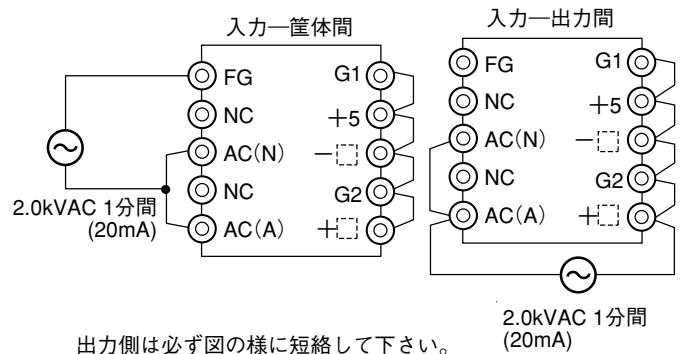 入力―筐体間
FG
NC
AC(N)
NC
AC(A)
G1
+5
−
G2
+
2.0kVAC 1分間
(20mA)
入力―出力間
FG
NC
AC(N)
NC
AC(A)
G1
+5
−
G2
+
2.0kVAC 1分間
(20mA)
出力側は必ず図の様に短絡して下さい。